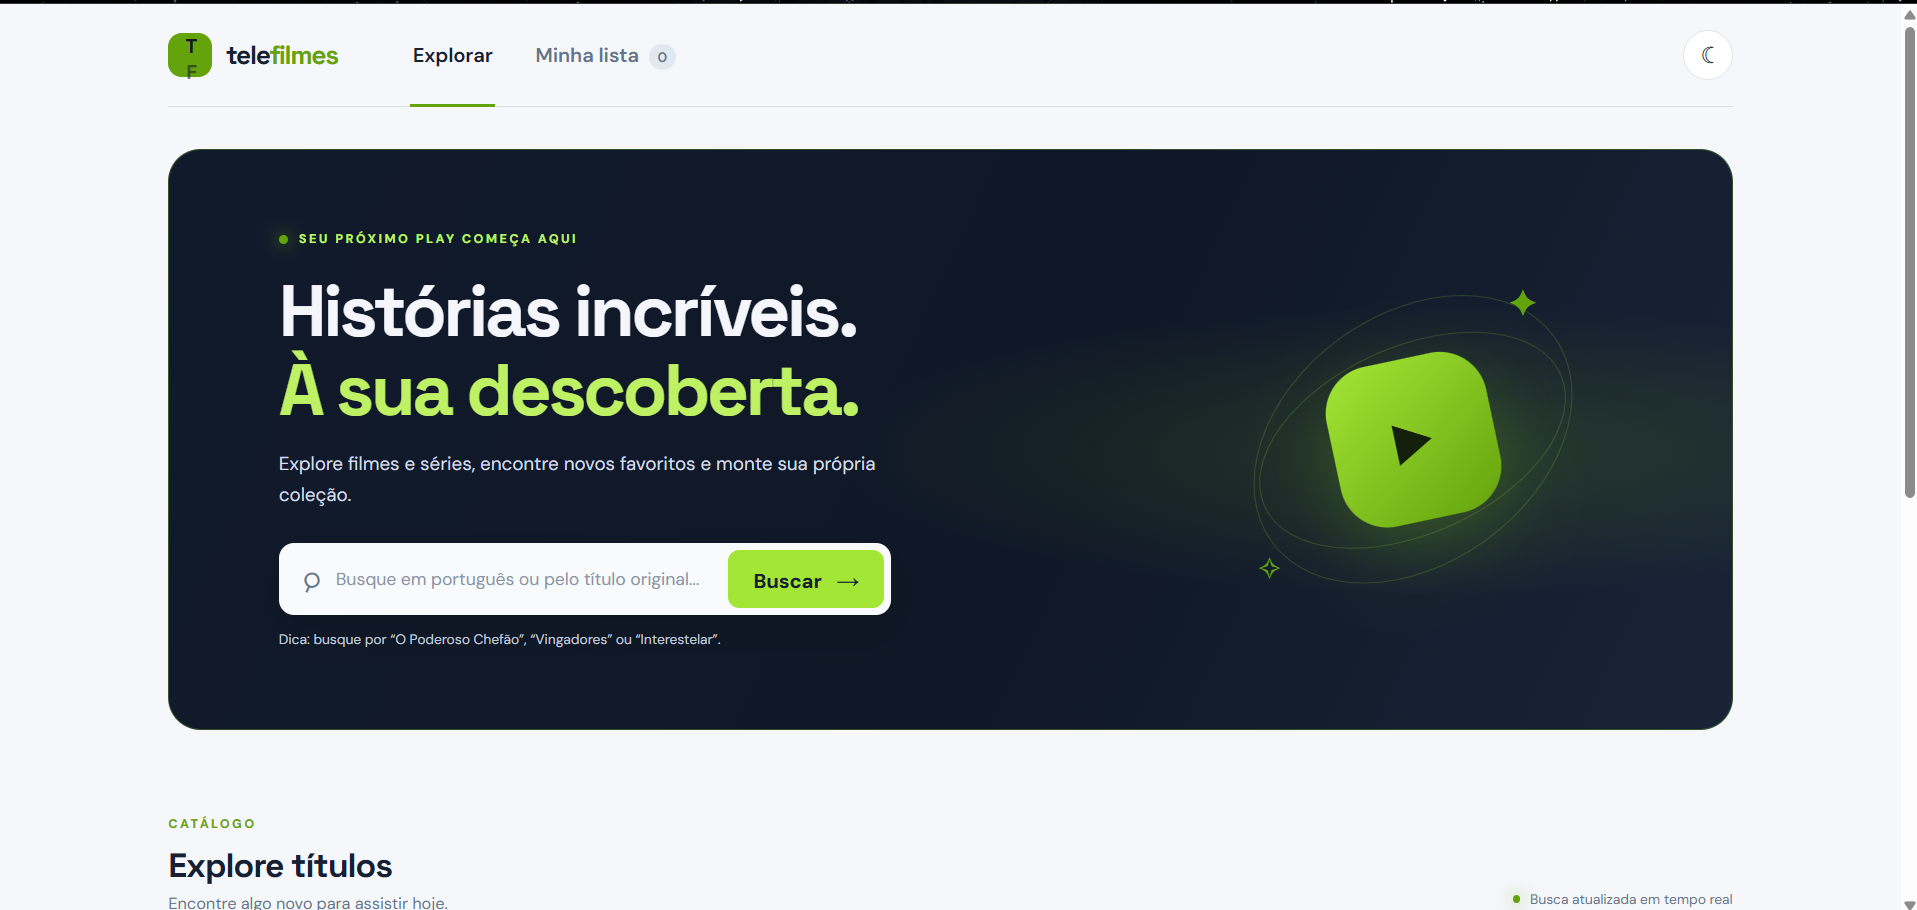 T
F
telefilmes
Explorar
Minha lista 0
SEU PRÓXIMO PLAY COMEÇA AQUI
Histórias incríveis.
À sua descoberta.
Explore filmes e séries, encontre novos favoritos e monte sua própria
coleção.
Busque em português ou pelo título original...
Buscar →
Dica: busque por “O Poderoso Chefão”, “Vingadores” ou “Interestelar”.
CATÁLOGO
Explore títulos
Encontre algo novo para assistir hoje.
Busca atualizada em tempo real